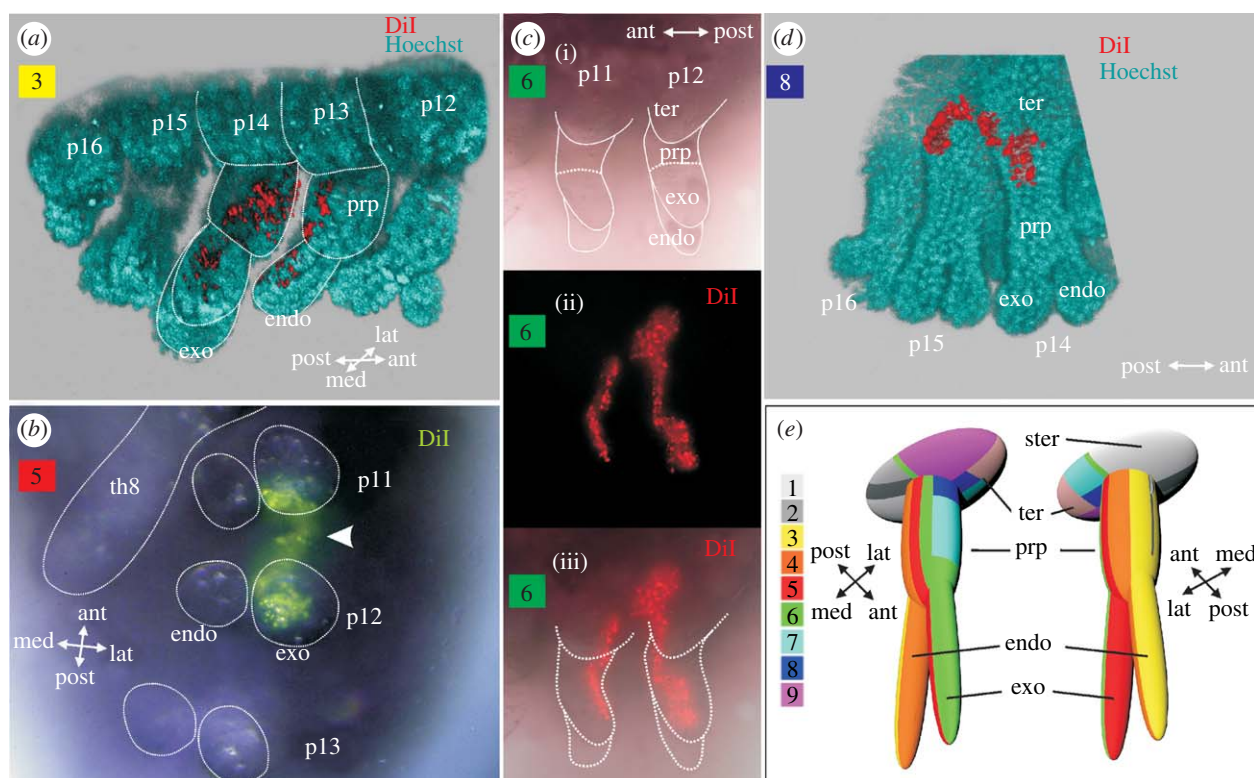 (a)
DiI
Hoechst
3
p16
p15
p14
p13
p12
prp
endo
exo
lat
post
ant
med
(b)
DiI
5
th8
p11
p12
p13
endo
exo
ant
med
lat
post
(c)
(i)
ant
post
6
p11
p12
ter
prp
exo
endo
(ii)
DiI
6
(iii)
DiI
6
(d)
DiI
Hoechst
8
ter
prp
p16
exo
endo
p15
p14
post
ant
(e)
ster
1
2
3
4
5
6
7
8
9
ter
prp
post
lat
med
ant
ant
med
lat
post
endo
exo